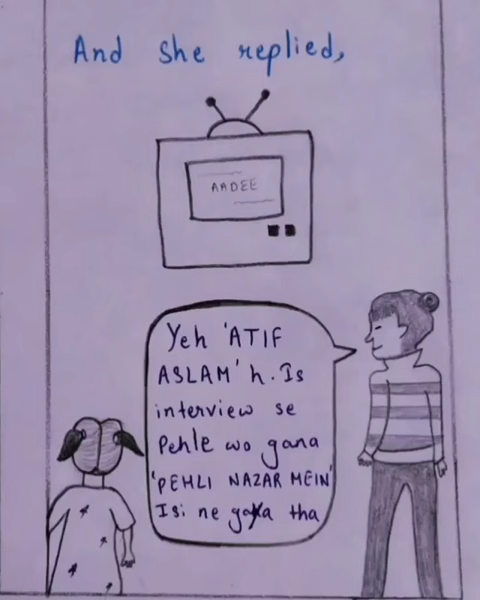 And she replied,
AADEE
Yeh 'ATIF
ASLAM' h. Is
interview se
Pehle wo gana
'PEHLI NAZAR MEIN'
Isi ne gaya tha